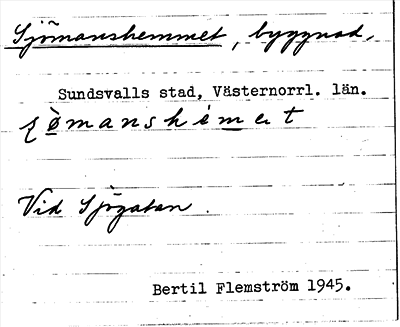 Sjömanshemmet, byggnad,
Sundsvalls stad, Västernorrl. län.
Vid Sjögatan.
Bertil Flemström 1945.